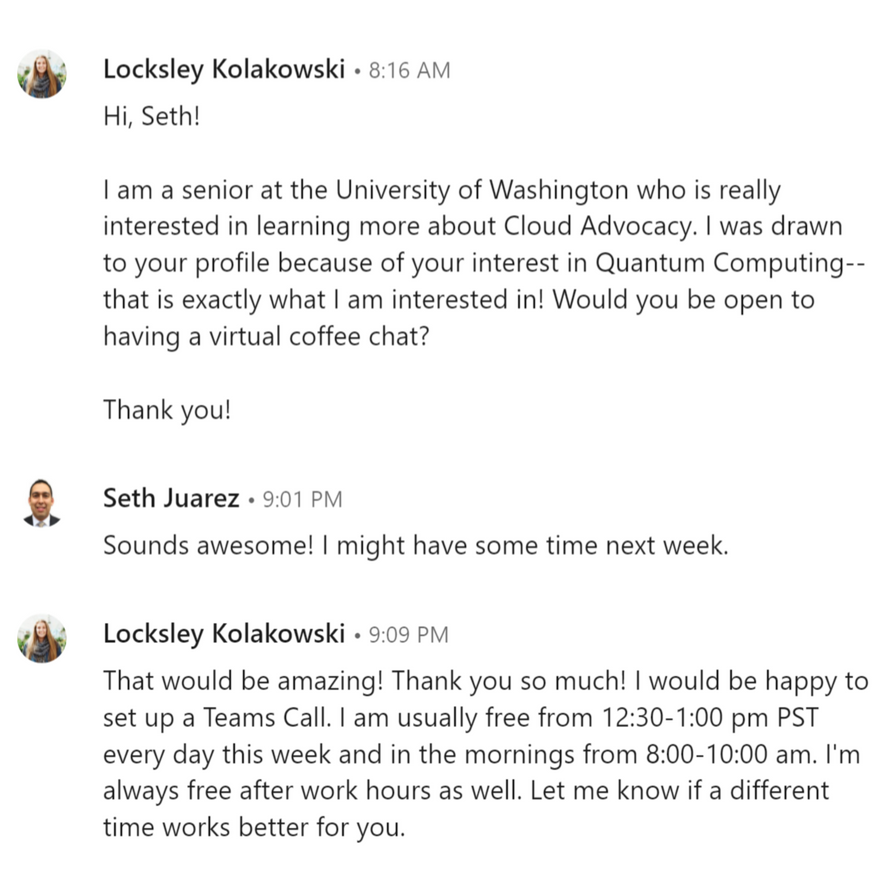 Locksley Kolakowski • 8:16 AM
Hi, Seth!
I am a senior at the University of Washington who is really
interested in learning more about Cloud Advocacy. I was drawn
to your profile because of your interest in Quantum Computing--
that is exactly what I am interested in! Would you be open to
having a virtual coffee chat?
Thank you!
Seth Juarez • 9:01 PM
Sounds awesome! I might have some time next week.
Locksley Kolakowski • 9:09 PM
That would be amazing! Thank you so much! I would be happy to
set up a Teams Call. I am usually free from 12:30-1:00 pm PST
every day this week and in the mornings from 8:00-10:00 am. I'm
always free after work hours as well. Let me know if a different
time works better for you.